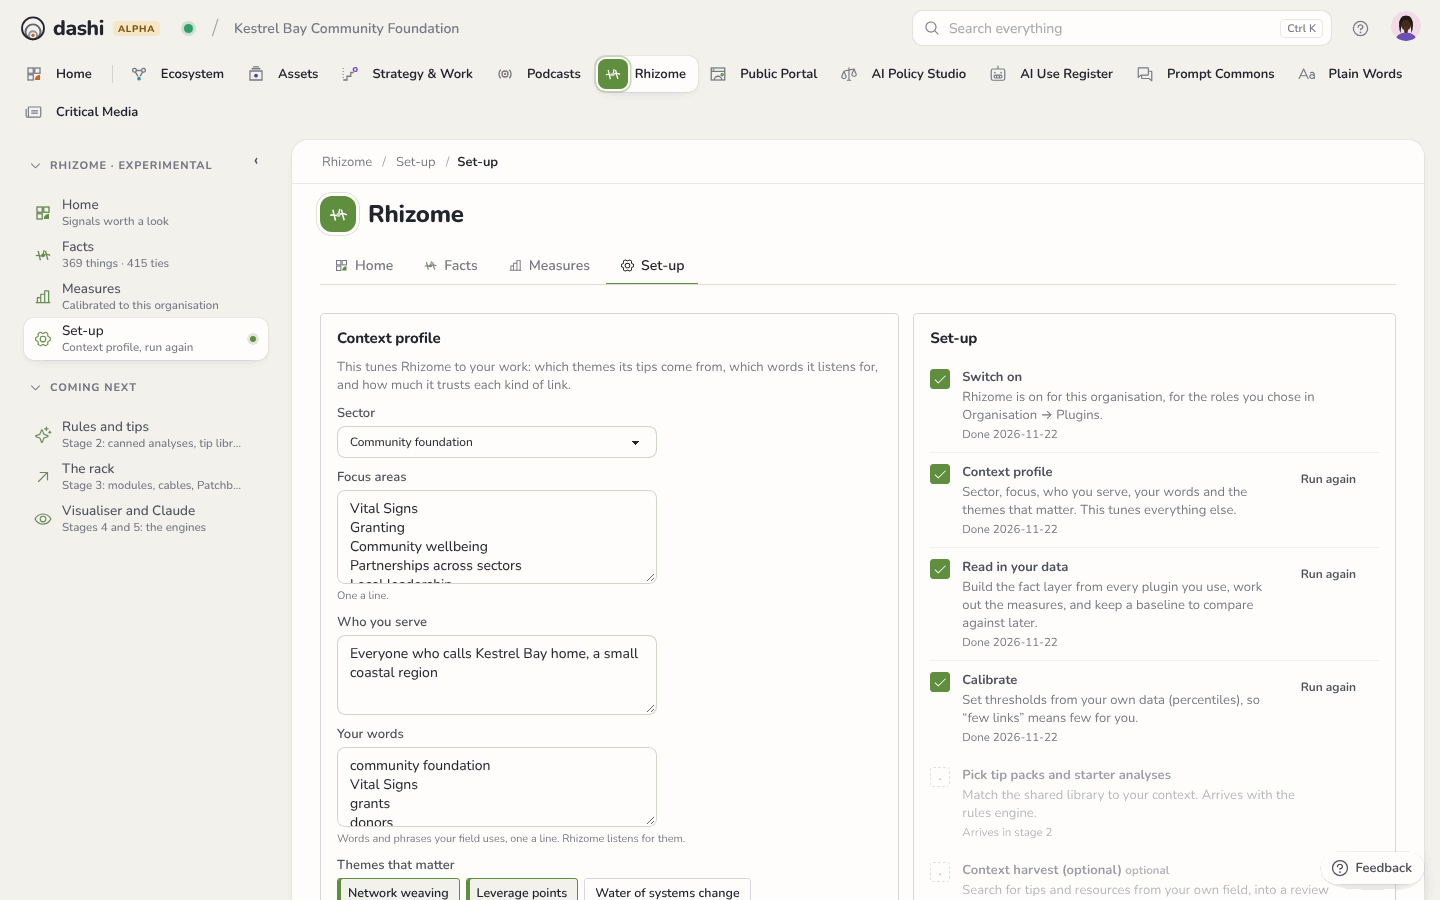 dashi ALPHA / Kestrel Bay Community Foundation
Search everything Ctrl K
Home Ecosystem Assets Strategy & Work Podcasts Rhizome Public Portal AI Policy Studio AI Use Register Prompt Commons Aa Plain Words
Critical Media
RHIZOME · EXPERIMENTAL
Home
Signals worth a look
Facts
369 things · 415 ties
Measures
Calibrated to this organisation
Set-up
Context profile, run again
COMING NEXT
Rules and tips
Stage 2: canned analyses, tip libr...
The rack
Stage 3: modules, cables, Patchb...
Visualiser and Claude
Stages 4 and 5: the engines
Rhizome / Set-up / Set-up
Rhizome
Home Facts Measures Set-up
Context profile
This tunes Rhizome to your work: which themes its tips come from, which words it listens for,
and how much it trusts each kind of link.
Sector
Community foundation
Focus areas
Vital Signs
Granting
Community wellbeing
Partnerships across sectors
Local leadership
One a line.
Who you serve
Everyone who calls Kestrel Bay home, a small
coastal region
Your words
community foundation
Vital Signs
grants
donors
Words and phrases your field uses, one a line. Rhizome listens for them.
Themes that matter
Network weaving Leverage points Water of systems change
Set-up
Switch on
Rhizome is on for this organisation, for the roles you chose in
Organisation → Plugins.
Done 2026-11-22
Context profile
Run again
Sector, focus, who you serve, your words and the
themes that matter. This tunes everything else.
Done 2026-11-22
Read in your data
Run again
Build the fact layer from every plugin you use, work
out the measures, and keep a baseline to compare
against later.
Done 2026-11-22
Calibrate
Run again
Set thresholds from your own data (percentiles), so
“few links” means few for you.
Done 2026-11-22
Pick tip packs and starter analyses
Match the shared library to your context. Arrives with the
rules engine.
Arrives in stage 2
Context harvest (optional) optional
Search for tips and resources from your own field, into a review
Feedback